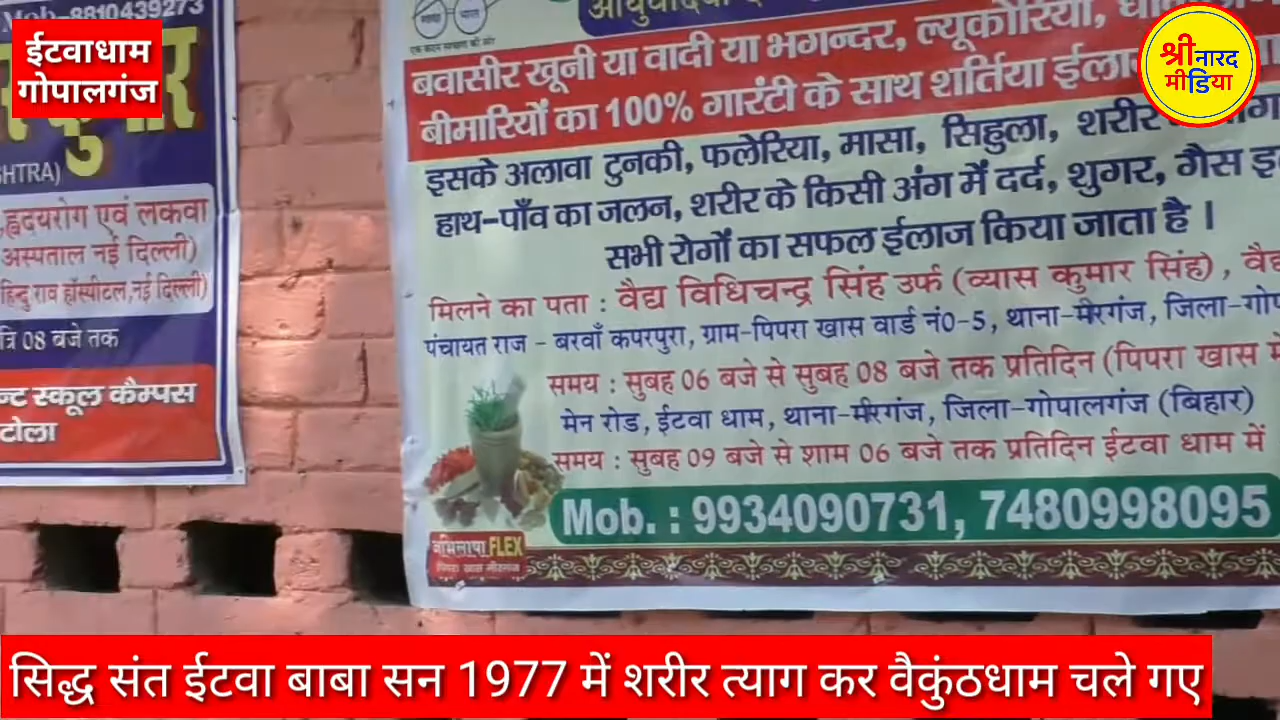 ईटवाधाम
गोपालगंज
श्री नारद
मीडिया
Mob-8810439273
SHTRA)
हृदयरोग एवं लकवा
अस्पताल नई दिल्ली)
हिन्दु राव हॉस्पीटल,नई दिल्ली)
त्रि 08 बजे तक
न्ट स्कूल कैम्पस
टोला
बवासीर खूनी या वादी या भगन्दर, ल्यूकोरिया,
बीमारियों का 100% गारंटी के साथ शर्तिया
इसके अलावा टुनकी, फलेरिया, मासा, सिहुला, शरीर
हाथ-पाँव का जलन, शरीर के किसी अंग में दर्द, शुगर, गैस
सभी रोगों का सफल ईलाज किया जाता है ।
मिलने का पता : वैद्य विधिचन्द्र सिंह उर्फ (व्यास कुमार सिंह),
पंचायत राज - बरवाँ कपरपुरा, ग्राम-पिपरा खास वार्ड नं0-5, थाना-मीरगंज, जिला-गोप
समय : सुबह 06 बजे से सुबह 08 बजे तक प्रतिदिन (पिपरा खास में
मेन रोड, ईटवा धाम, थाना-मीरगंज, जिला-गोपालगंज (बिहार)
समय : सुबह 09 बजे से शाम 06 बजे तक प्रतिदिन ईटवा धाम में
Mob. : 9934090731, 7480998095
FLEX
पिपरा खास मीरगंज
सिद्ध संत ईटवा बाबा सन 1977 में शरीर त्याग कर वैकुंठधाम चले गए